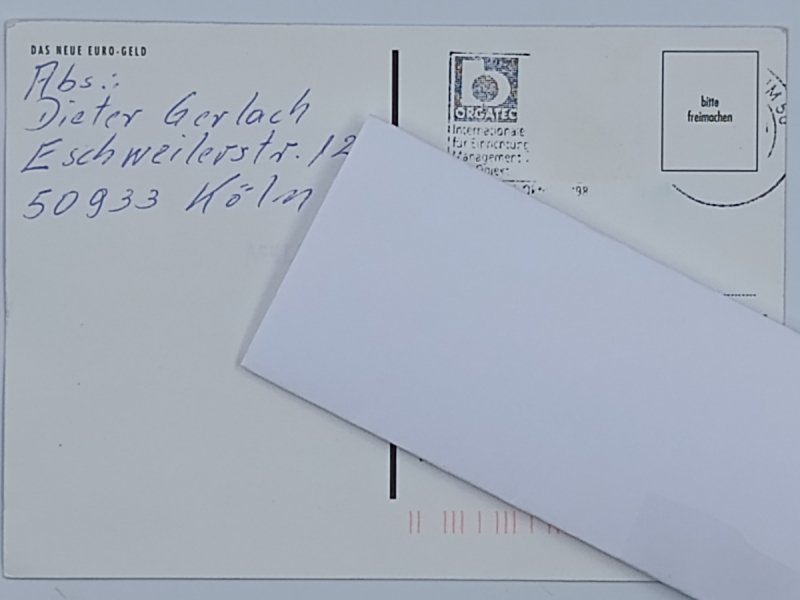 DAS NEUE EURO-GELD
Abs.:
Dieter Gerlach
Eschweilerstr. 12
50933 Köln
ORGATEC
Internationale
für Einrichtung
Management
bitte
freimachen